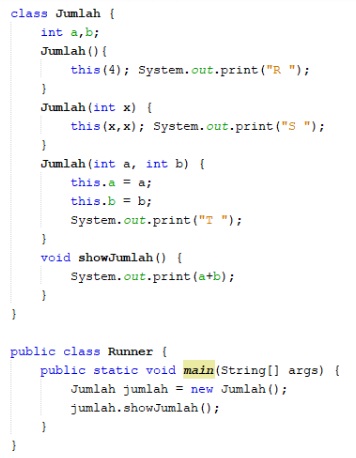 class Jumlah {
    int a,b;
    Jumlah(){
        this(4); System.out.print("R ");
    }
    Jumlah(int x) {
        this(x,x); System.out.print("S ");
    }
    Jumlah(int a, int b) {
        this.a = a;
        this.b = b;
        System.out.print("T ");
    }
    void showJumlah() {
        System.out.print(a+b);
    }
}

public class Runner {
    public static void main(String[] args) {
        Jumlah jumlah = new Jumlah();
        jumlah.showJumlah();
    }
}